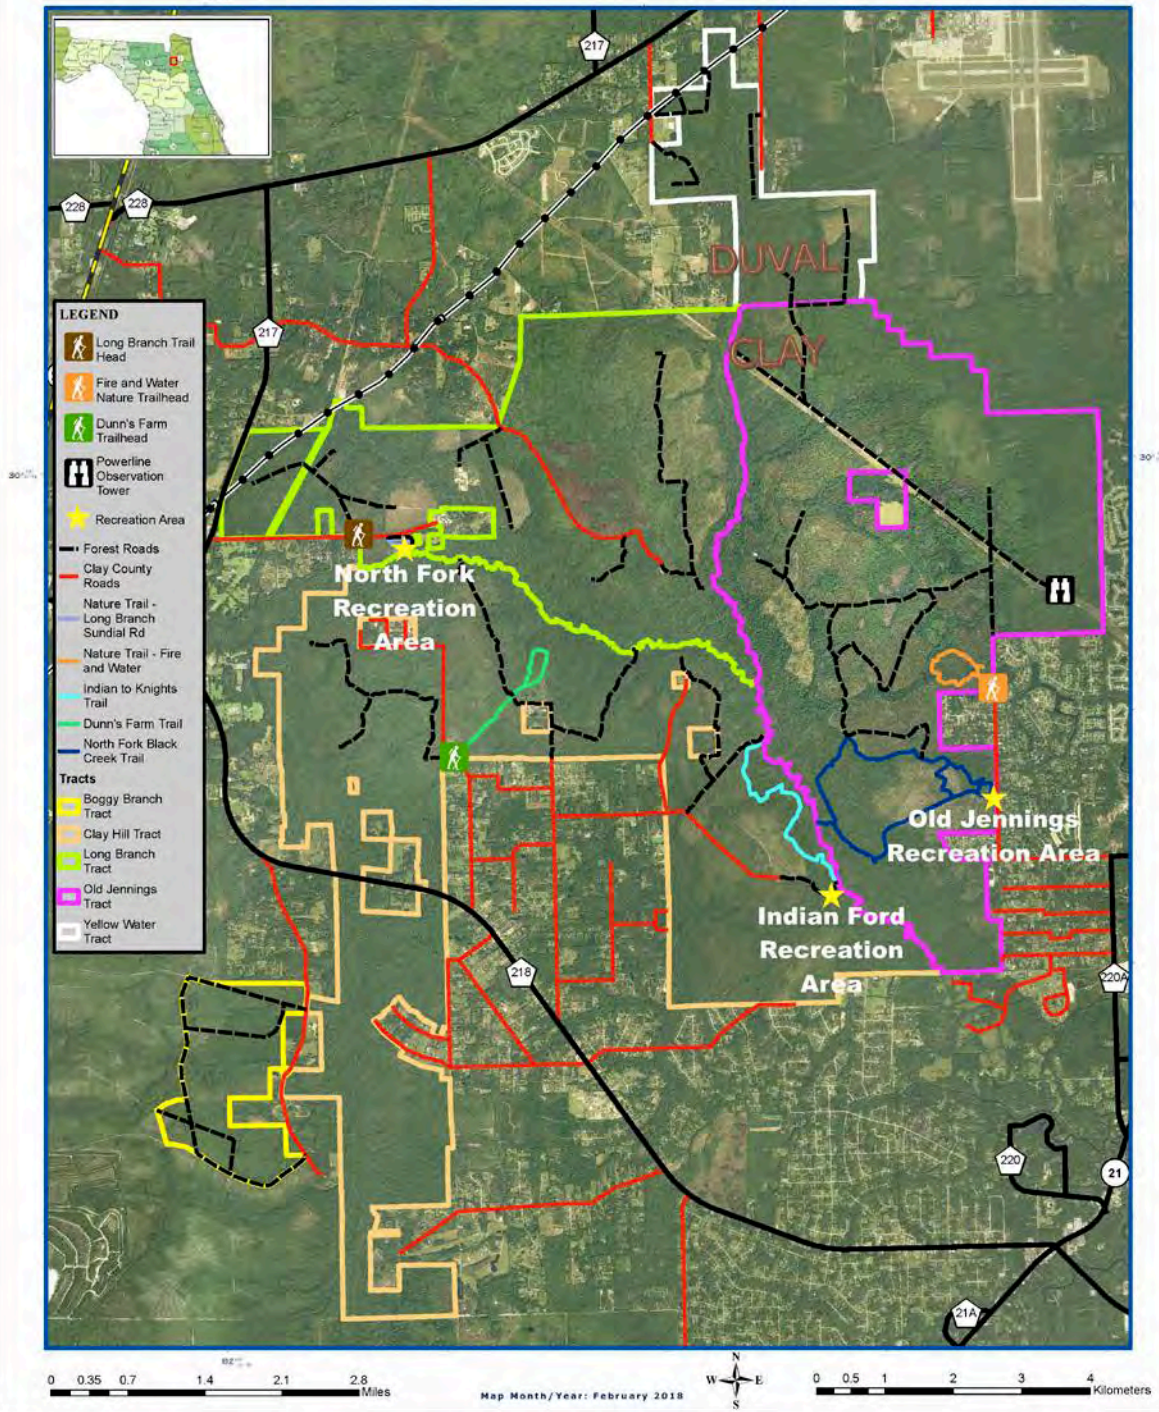 217
228
228
DUVAL
217
CLAY
LEGEND
Long Branch Trail
Head
Fire and Water
Nature Trailhead
Dunn's Farm
Trailhead
Powerline
Observation
Tower
Recreation Area
Forest Roads
Clay County
Roads
Nature Trail -
Long Branch
Sundial Rd
Nature Trail - Fire
and Water
Indian to Knights
Trail
Dunn's Farm Trail
North Fork Black
Creek Trail
Tracts
Boggy Branch
Tract
Clay Hill Tract
Long Branch
Tract
Old Jennings
Tract
Yellow Water
Tract
North Fork
Recreation
Area
Old Jennings
Recreation Area
Indian Ford
Recreation
Area
218
220A
220
21
21A
0 0.35 0.7 1.4 2.1 2.8
Miles
Map Month/Year: February 2018
N
W E
S
0 0.5 1 2 3 4
Kilometers